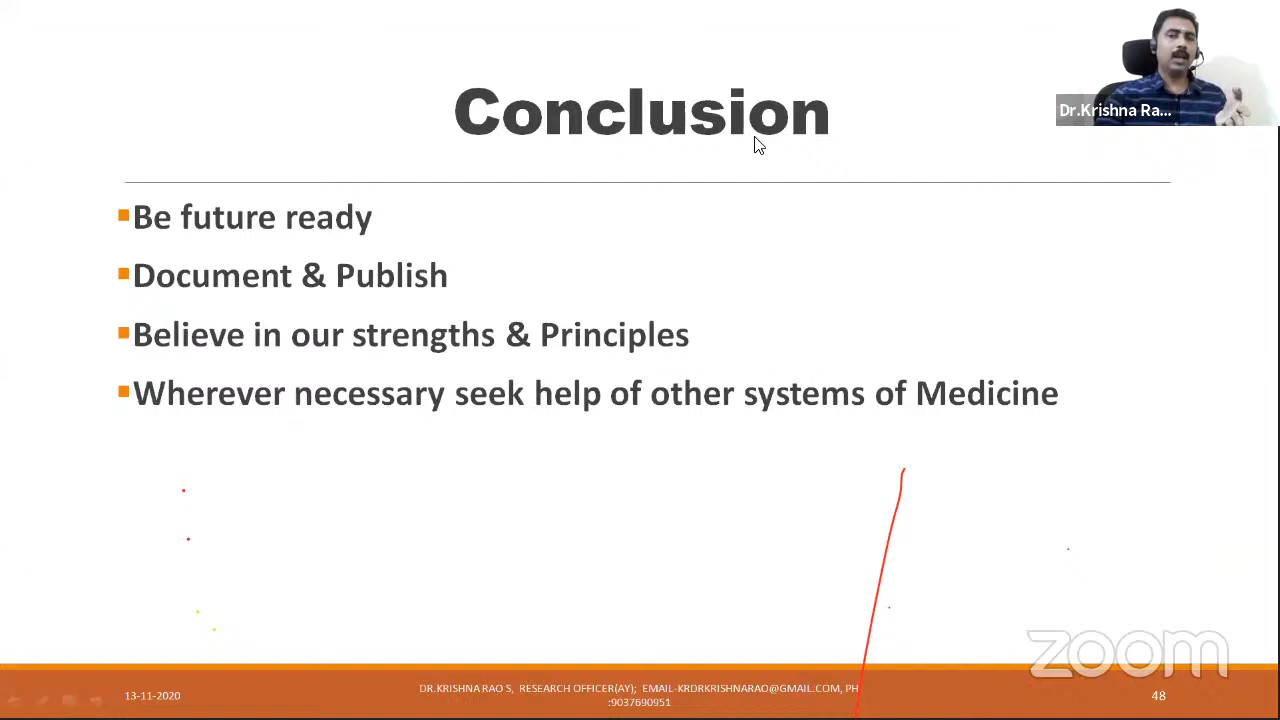 Conclusion
Dr.Krishna Ra...
Be future ready
Document & Publish
Believe in our strengths & Principles
Wherever necessary seek help of other systems of Medicine
zoom
13-11-2020
DR.KRISHNA RAO S, RESEARCH OFFICER(AY); EMAIL-KRDRKRISHNARAO@GMAIL.COM, PH
:9037690951
48